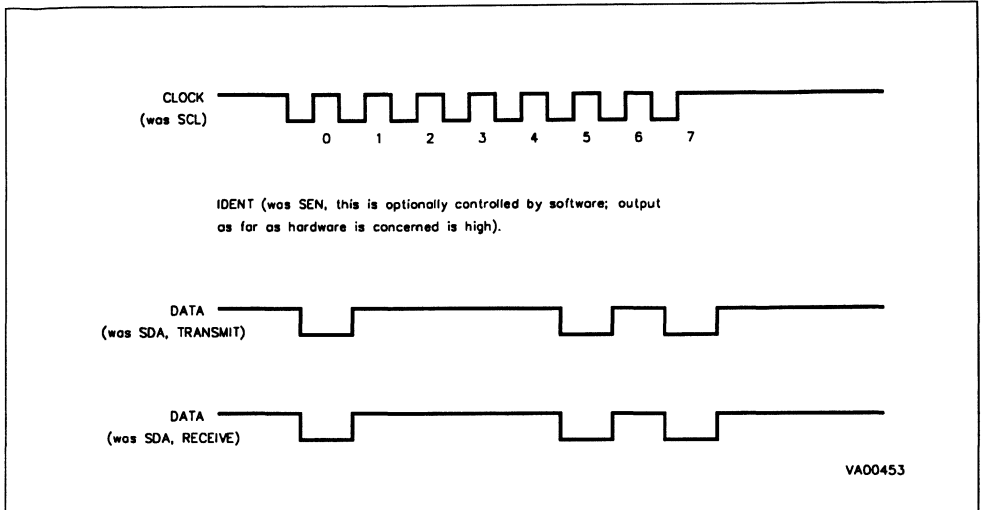 CLOCK
(was SCL)
0 1 2 3 4 5 6 7
IDENT (was SEN, this is optionally controlled by software; output
as far as hardware is concerned is high).
DATA
(was SDA, TRANSMIT)
DATA
(was SDA, RECEIVE)
VA00453